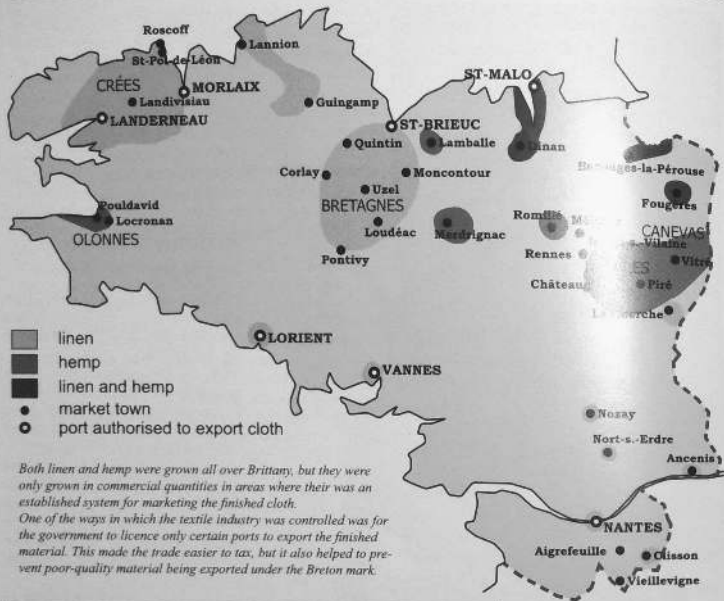 Roscoff
St-Pol-de-Léon
Lannion
CRÉES
MORLAIX
ST-MALO
Landivisiau
Guingamp
LANDERNEAU
ST-BRIEUC
Quintin
Lamballe
Dinan
Corlay
Moncontour
Uzel
BRETAGNES
Fougères
Pouldavid
Locronan
OLONNES
Loudéac
Merdrignac
Romillé
CANEVAS
Rennes
Pontivy
Piré
linen
hemp
linen and hemp
market town
port authorised to export cloth
LORIENT
VANNES
Nozay
Nort-s.-Erdre
Ancenis
NANTES
Aigrefeuille
Clisson
Vieillevigne
Both linen and hemp were grown all over Brittany, but they were
only grown in commercial quantities in areas where their was an
established system for marketing the finished cloth.
One of the ways in which the textile industry was controlled was for
the government to licence only certain ports to export the finished
material. This made the trade easier to tax, but it also helped to pre-
vent poor-quality material being exported under the Breton mark.